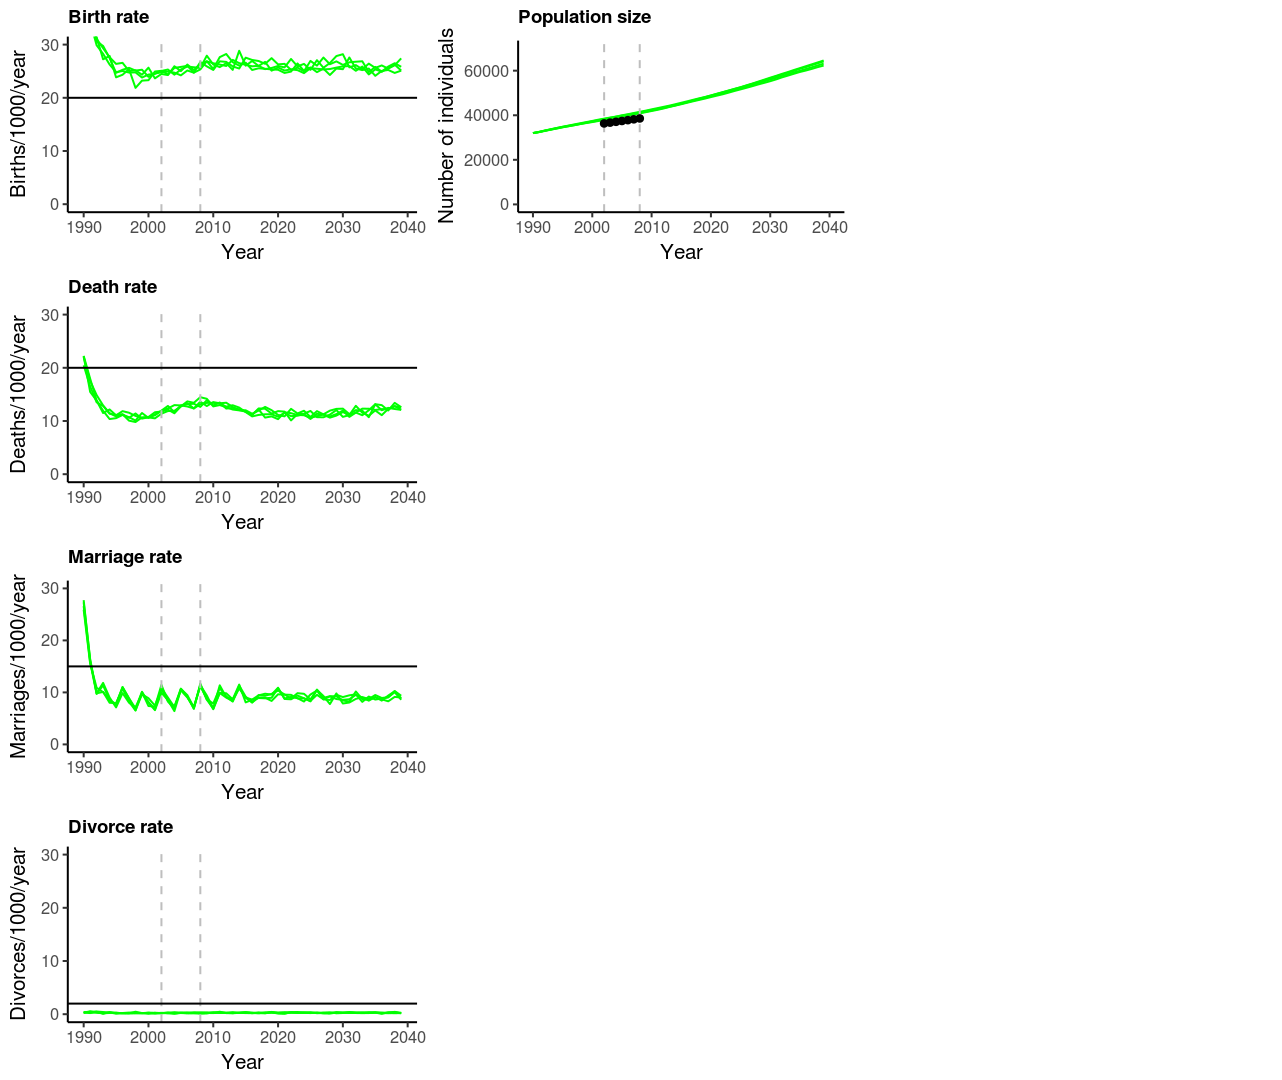 Birth rate
Births/1000/year
30
20
10
0
1990 2000 2010 2020 2030 2040
Year
Population size
Number of individuals
60000
40000
20000
0
1990 2000 2010 2020 2030 2040
Year
Death rate
Deaths/1000/year
30
20
10
0
1990 2000 2010 2020 2030 2040
Year
Marriage rate
Marriages/1000/year
30
20
10
0
1990 2000 2010 2020 2030 2040
Year
Divorce rate
Divorces/1000/year
30
20
10
0
1990 2000 2010 2020 2030 2040
Year